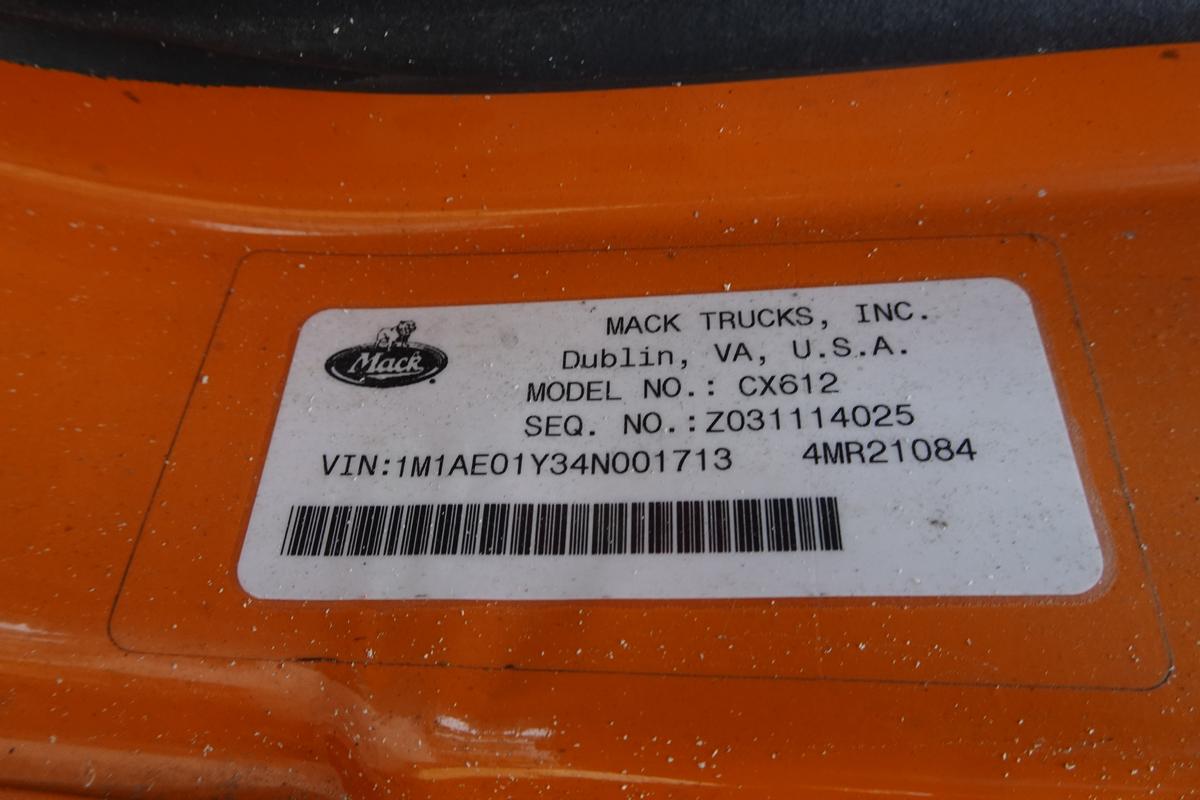 Mack
MACK TRUCKS, INC.
Dublin, VA, U.S.A.
MODEL NO.: CX612
SEQ. NO.:Z031114025
VIN:1M1AE01Y34N001713 4MR21084